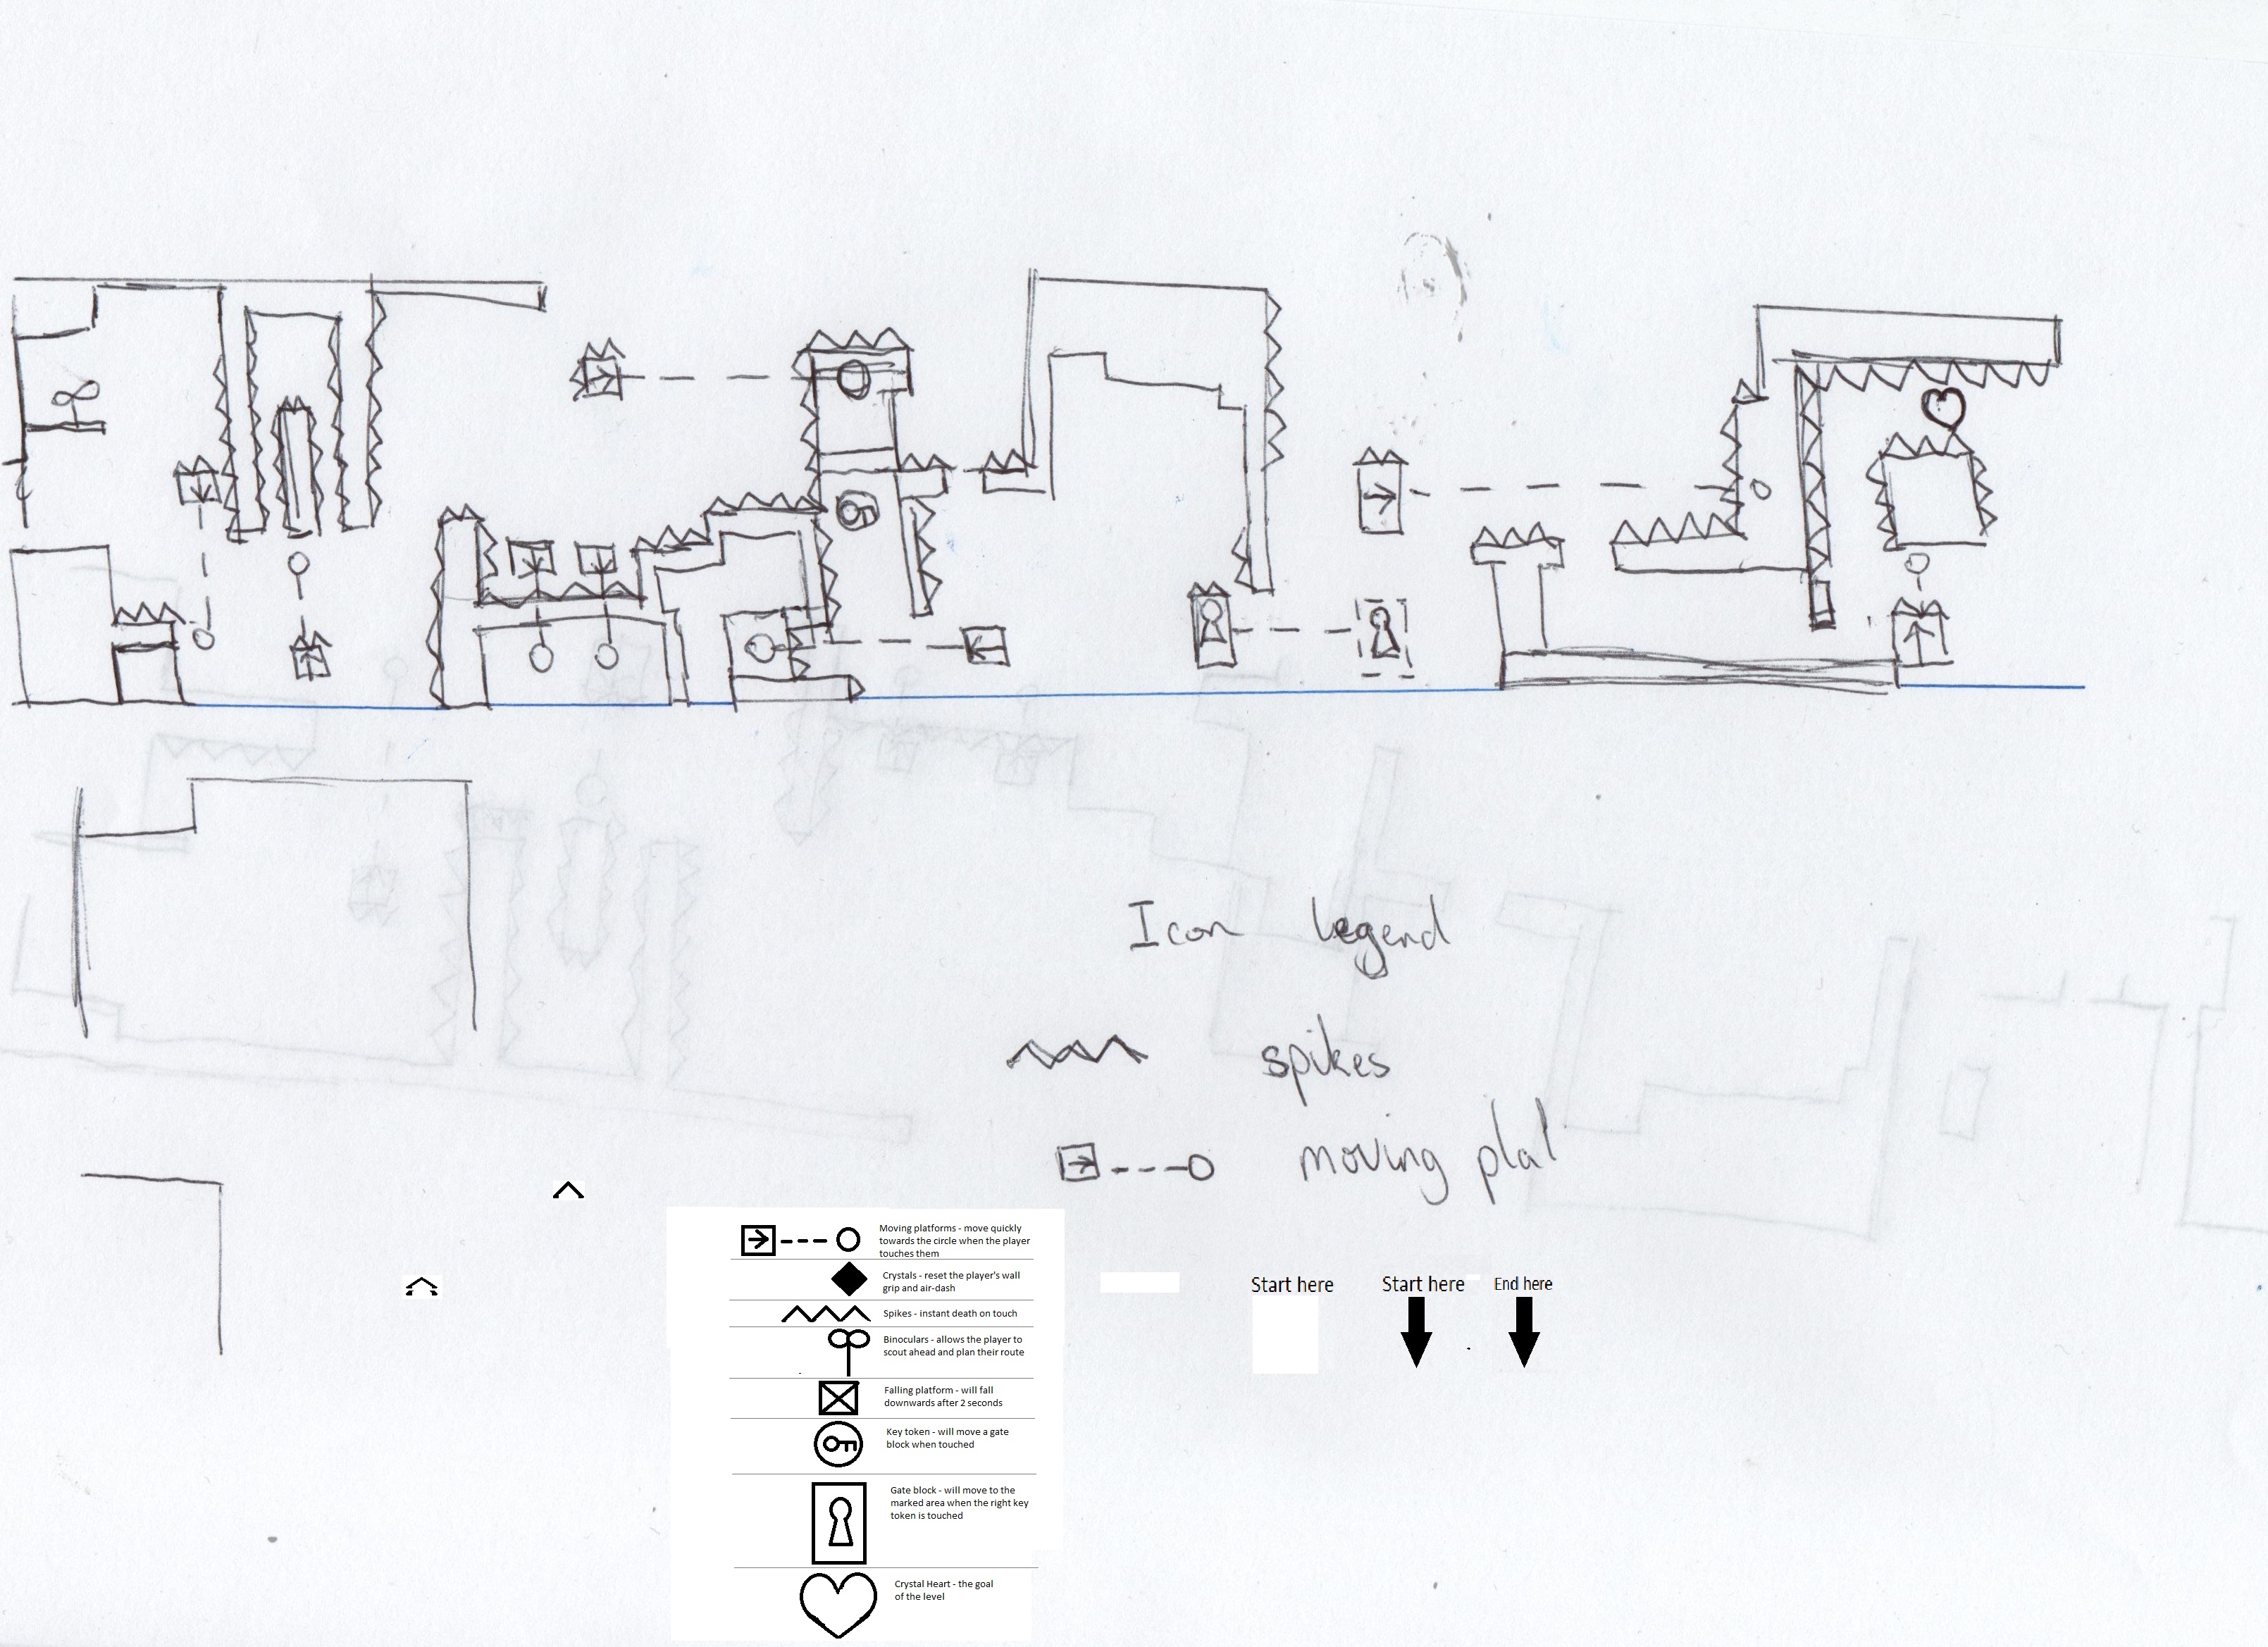 Icon legend
spikes
moving plat
Moving platforms - move quickly
towards the circle when the player
touches them
Crystals - reset the player's wall
grip and air-dash
Spikes - instant death on touch
Binoculars - allows the player to
scout ahead and plan their route
Falling platform - will fall
downwards after 2 seconds
Key token - will move a gate
block when touched
Gate block - will move to the
marked area when the right key
token is touched
Crystal Heart - the goal
of the level
Start here
Start here
End here